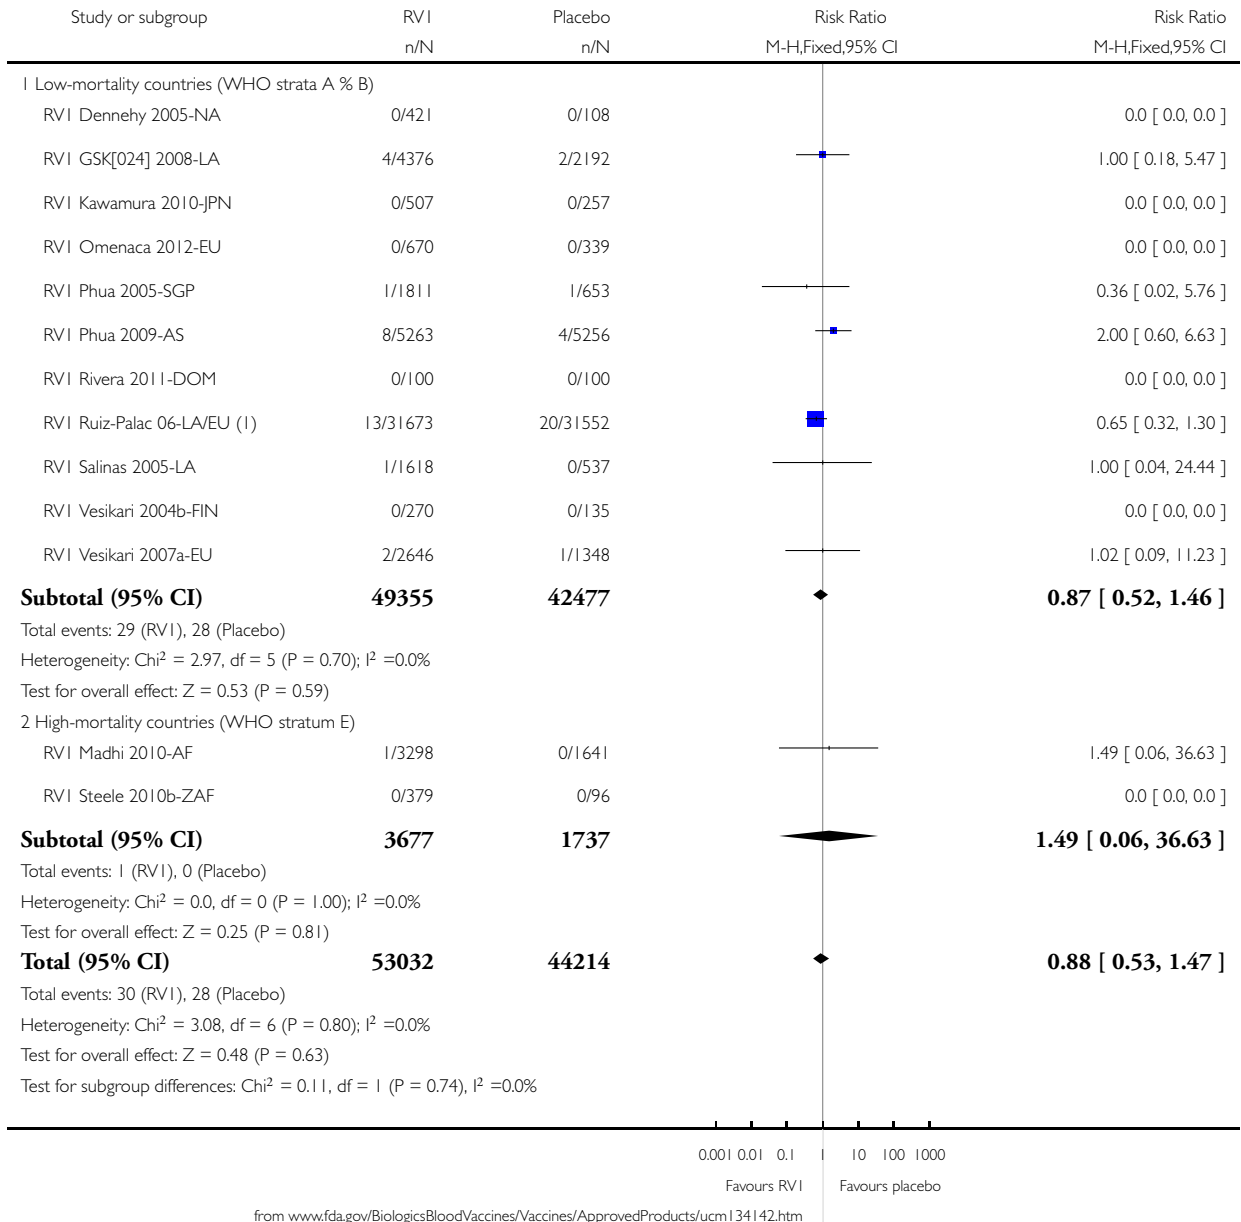 Study or subgroup RV1 Placebo Risk Ratio Risk Ratio
n/N n/N M-H,Fixed,95% CI M-H,Fixed,95% CI
1 Low-mortality countries (WHO strata A % B)
RV1 Dennehy 2005-NA 0/421 0/108 0.0 [ 0.0, 0.0 ]
RV1 GSK[024] 2008-LA 4/4376 2/2192 1.00 [ 0.18, 5.47 ]
RV1 Kawamura 2010-JPN 0/507 0/257 0.0 [ 0.0, 0.0 ]
RV1 Omenaca 2012-EU 0/670 0/339 0.0 [ 0.0, 0.0 ]
RV1 Phua 2005-SGP 1/1811 1/653 0.36 [ 0.02, 5.76 ]
RV1 Phua 2009-AS 8/5263 4/5256 2.00 [ 0.60, 6.63 ]
RV1 Rivera 2011-DOM 0/100 0/100 0.0 [ 0.0, 0.0 ]
RV1 Ruiz-Palac 06-LA/EU (1) 13/31673 20/31552 0.65 [ 0.32, 1.30 ]
RV1 Salinas 2005-LA 1/1618 0/537 1.00 [ 0.04, 24.44 ]
RV1 Vesikari 2004b-FIN 0/270 0/135 0.0 [ 0.0, 0.0 ]
RV1 Vesikari 2007a-EU 2/2646 1/1348 1.02 [ 0.09, 11.23 ]
Subtotal (95% CI) 49355 42477 0.87 [ 0.52, 1.46 ]
Total events: 29 (RV1), 28 (Placebo)
Heterogeneity: Chi² = 2.97, df = 5 (P = 0.70); I² =0.0%
Test for overall effect: Z = 0.53 (P = 0.59)
2 High-mortality countries (WHO stratum E)
RV1 Madhi 2010-AF 1/3298 0/1641 1.49 [ 0.06, 36.63 ]
RV1 Steele 2010b-ZAF 0/379 0/96 0.0 [ 0.0, 0.0 ]
Subtotal (95% CI) 3677 1737 1.49 [ 0.06, 36.63 ]
Total events: 1 (RV1), 0 (Placebo)
Heterogeneity: Chi² = 0.0, df = 0 (P = 1.00); I² =0.0%
Test for overall effect: Z = 0.25 (P = 0.81)
Total (95% CI) 53032 44214 0.88 [ 0.53, 1.47 ]
Total events: 30 (RV1), 28 (Placebo)
Heterogeneity: Chi² = 3.08, df = 6 (P = 0.80); I² =0.0%
Test for overall effect: Z = 0.48 (P = 0.63)
Test for subgroup differences: Chi² = 0.11, df = 1 (P = 0.74), I² =0.0%
0.001 0.01 0.1 1 10 100 1000
Favours RV1 Favours placebo
from www.fda.gov/BiologicsBloodVaccines/Vaccines/ApprovedProducts/ucm134142.htm